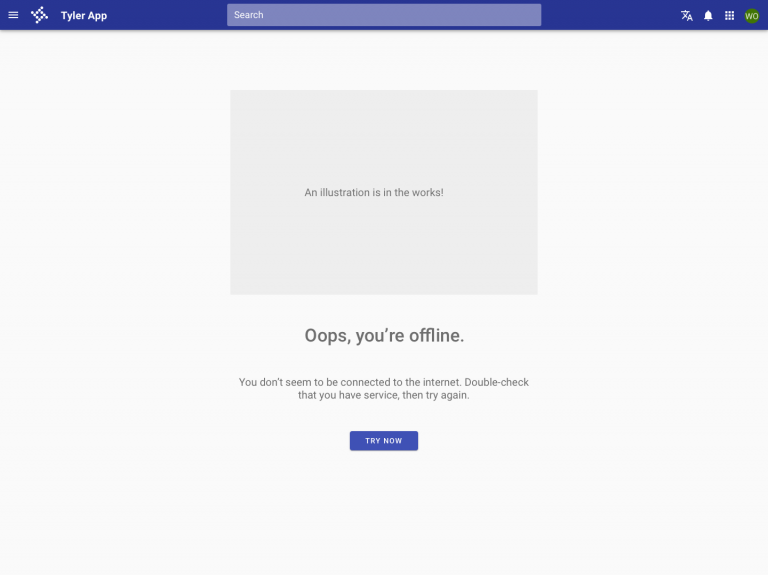 Tyler App
Search
WO
An illustration is in the works!
Oops, you’re offline.
You don’t seem to be connected to the internet. Double-check
that you have service, then try again.
TRY NOW